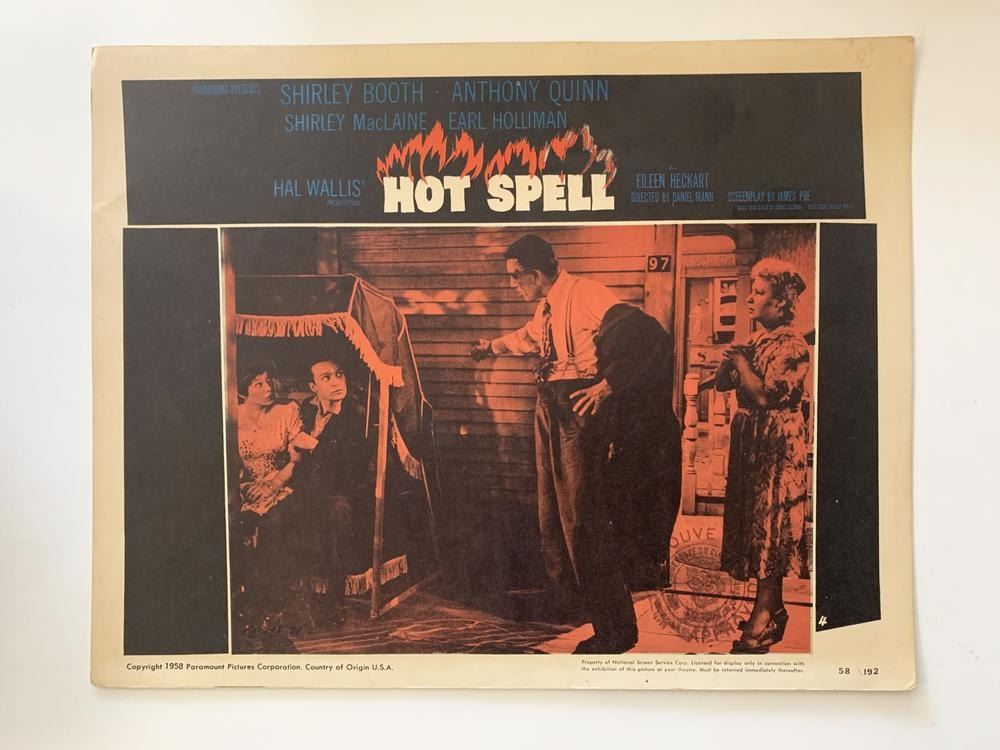 PARAMOUNT PRESENTS
SHIRLEY BOOTH · ANTHONY QUINN
SHIRLEY MacLAINE EARL HOLLIMAN
HAL WALLIS'
PRODUCTION
HOT SPELL
EILEEN HECKART
DIRECTED BY DANIEL MANN
SCREENPLAY BY JAMES POE
97
4
Copyright 1958 Paramount Pictures Corporation. Country of Origin U.S.A.
Property of National Screen Service Corp. Licensed for display only in connection with
the exhibition of this picture at your theatre. Must be returned immediately thereafter.
58 192